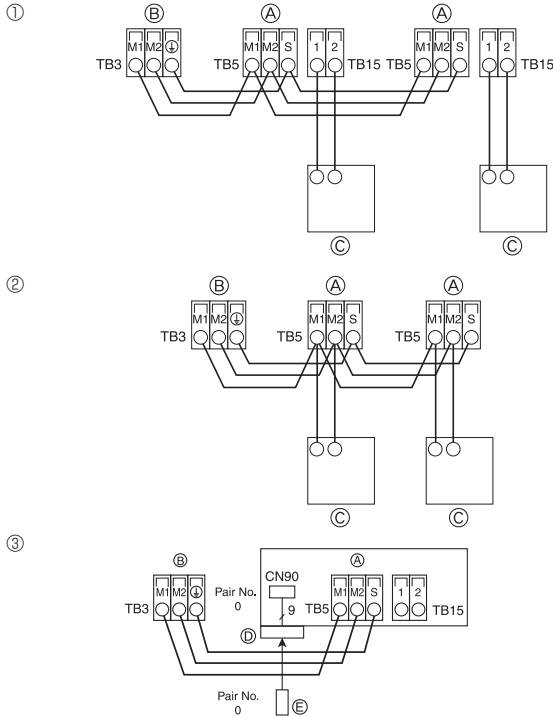 ①
Ⓑ Ⓐ Ⓐ
TB3 M1 M2 ⏚ TB5 M1 M2 S 1 2 TB15 TB5 M1 M2 S 1 2 TB15
Ⓒ Ⓒ
②
Ⓑ Ⓐ Ⓐ
TB3 M1 M2 ⏚ TB5 M1 M2 S TB5 M1 M2 S
Ⓒ Ⓒ
③
Ⓑ Ⓐ
CN90
TB3 M1 M2 ⏚ Pair No. 0 9 TB5 M1 M2 S 1 2 TB15
Ⓓ
Pair No. 0 Ⓔ